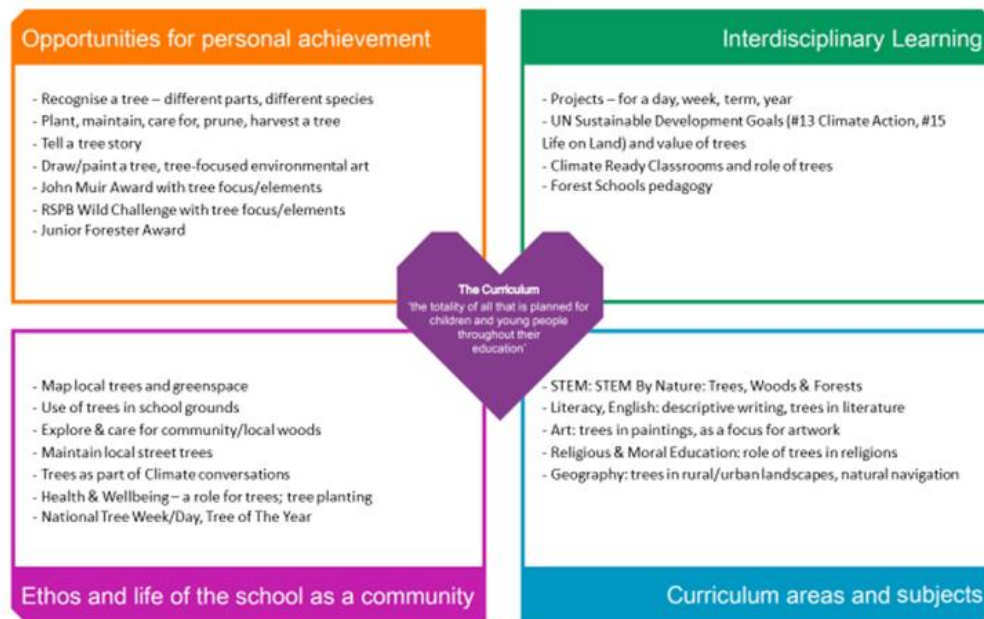 Opportunities for personal achievement
- Recognise a tree – different parts, different species
- Plant, maintain, care for, prune, harvest a tree
- Tell a tree story
- Draw/paint a tree, tree-focused environmental art
- John Muir Award with tree focus/elements
- RSPB Wild Challenge with tree focus/elements
- Junior Forester Award
Interdisciplinary Learning
- Projects – for a day, week, term, year
- UN Sustainable Development Goals (#13 Climate Action, #15
Life on Land) and value of trees
- Climate Ready Classrooms and role of trees
- Forest Schools pedagogy
The Curriculum
'the totality of all that is planned for
children and young people
throughout their
education'
- Map local trees and greenspace
- Use of trees in school grounds
- Explore & care for community/local woods
- Maintain local street trees
- Trees as part of Climate conversations
- Health & Wellbeing – a role for trees; tree planting
- National Tree Week/Day, Tree of The Year
Ethos and life of the school as a community
- STEM: STEM By Nature: Trees, Woods & Forests
- Literacy, English: descriptive writing, trees in literature
- Art: trees in paintings, as a focus for artwork
- Religious & Moral Education: role of trees in religions
- Geography: trees in rural/urban landscapes, natural navigation
Curriculum areas and subjects